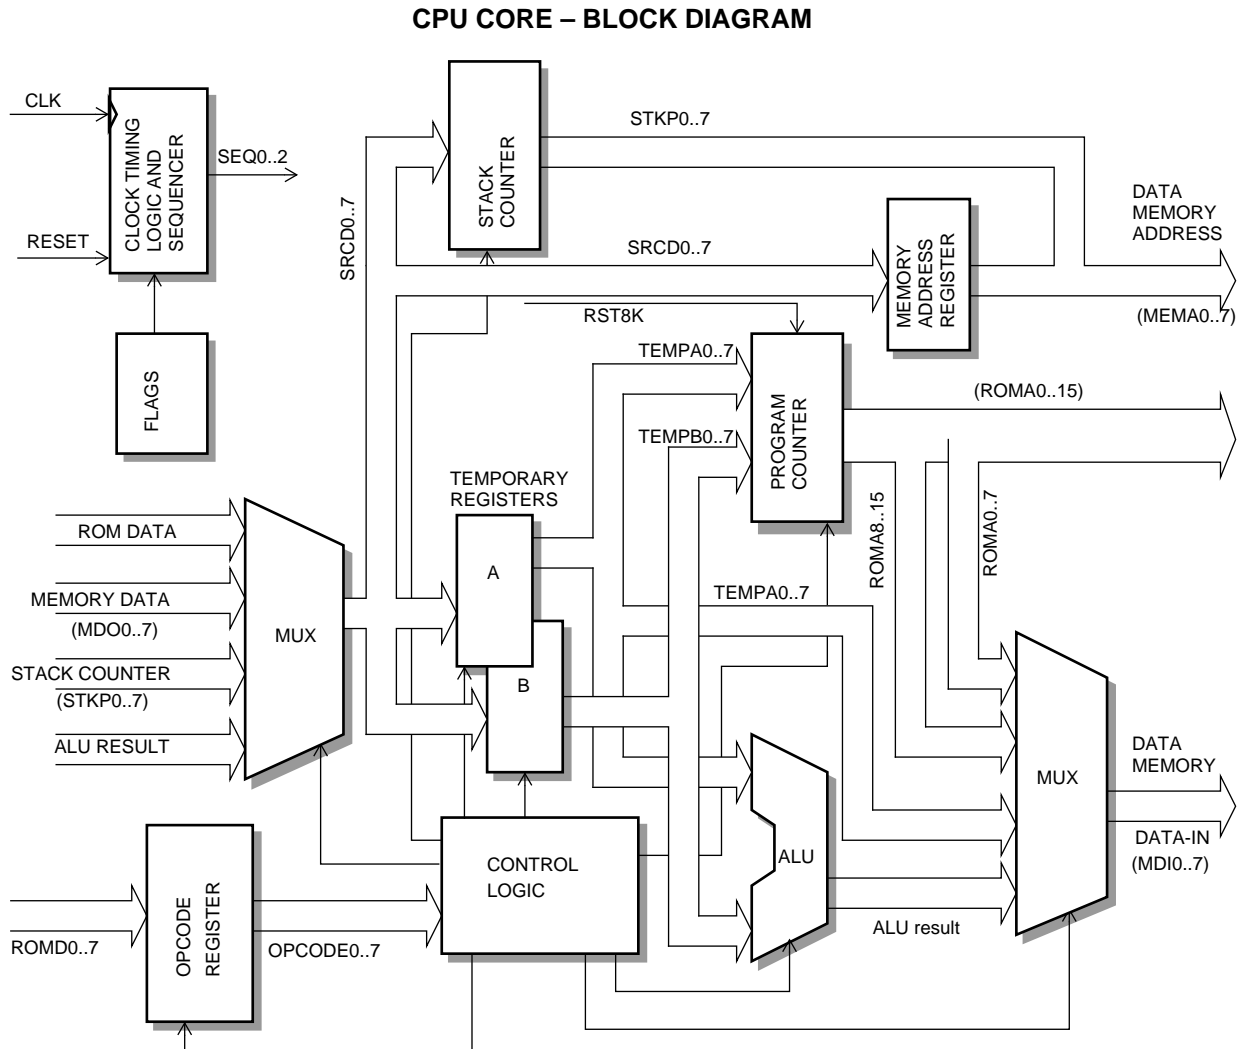 CPU CORE – BLOCK DIAGRAM
CLK
CLOCK TIMING
LOGIC AND
SEQUENCER
SEQ0..2
RESET
FLAGS
SRCD0..7
STACK
COUNTER
STKP0..7
SRCD0..7
MEMORY
ADDRESS
REGISTER
DATA
MEMORY
ADDRESS
(MEMA0..7)
RST8K
TEMPA0..7
TEMPB0..7
PROGRAM
COUNTER
(ROMA0..15)
ROMA8..15
ROMA0..7
TEMPORARY
REGISTERS
A
B
TEMPA0..7
ROM DATA
MEMORY DATA
(MDO0..7)
STACK COUNTER
(STKP0..7)
ALU RESULT
MUX
MUX
DATA
MEMORY
DATA-IN
(MDI0..7)
ALU
ALU result
CONTROL
LOGIC
OPCODE
REGISTER
ROMD0..7
OPCODE0..7